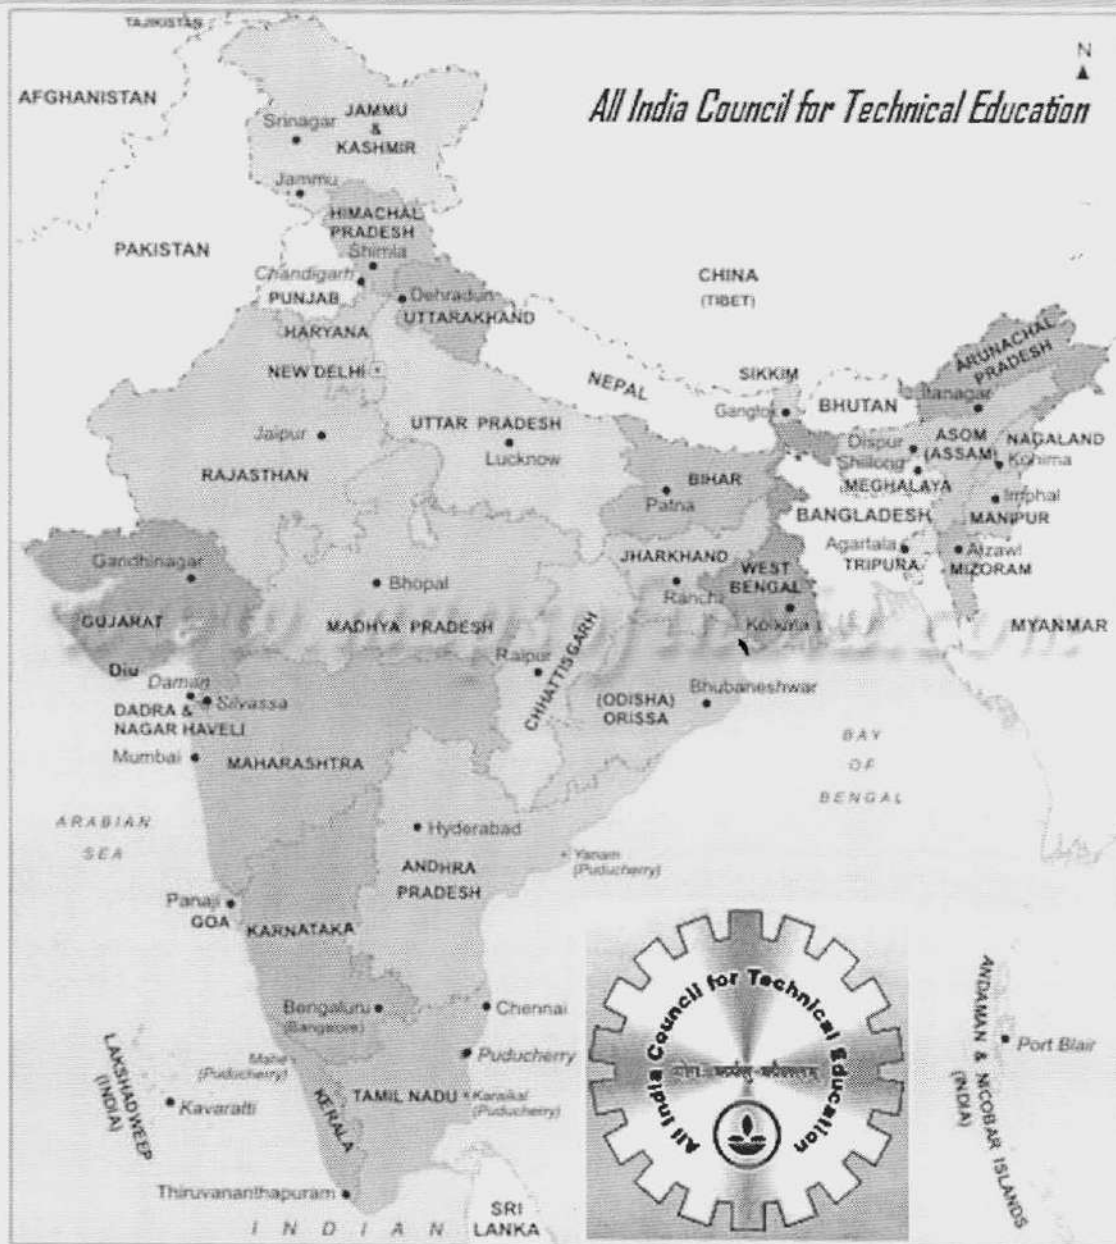 TAJIKISTAN
N
AFGHANISTAN
All India Council for Technical Education
JAMMU
&
KASHMIR
Srinagar
Jammu
HIMACHAL
PRADESH
PAKISTAN
Shimla
CHINA
(TIBET)
Chandigarh
PUNJAB
Dehradun
UTTARAKHAND
HARYANA
ARUNACHAL
PRADESH
NEW DELHI
NEPAL
SIKKIM
Itanagar
Gangtok
BHUTAN
UTTAR PRADESH
Jaipur
Lucknow
Dispur
ASOM
(ASSAM)
NAGALAND
Kohima
RAJASTHAN
Shillong
MEGHALAYA
BIHAR
Patna
Imphal
MANIPUR
BANGLADESH
Gandhinagar
JHARKHAND
Agartala
TRIPURA
Aizawl
MIZORAM
Bhopal
Ranchi
WEST
BENGAL
Kolkata
GUJARAT
MADHYA PRADESH
MYANMAR
Raipur
CHHATTISGARH
Diu
Daman
Silvassa
DADRA &
NAGAR HAVELI
Bhubaneshwar
(ODISHA)
ORISSA
Mumbai
MAHARASHTRA
BAY
OF
BENGAL
ARABIAN
SEA
Hyderabad
Yanam
(Puducherry)
ANDHRA
PRADESH
Panaji
GOA
KARNATAKA
Bengaluru
(Bangalore)
Chennai
All India Council for Technical Education
योगः कर्मसु कौशलम्
ANDAMAN & NICOBAR ISLANDS
(INDIA)
Port Blair
LAKSHADWEEP
(INDIA)
Mahe
(Puducherry)
Puducherry
Kavaratti
KERALA
TAMIL NADU
Karaikal
(Puducherry)
Thiruvananthapuram
SRI
LANKA
INDIAN